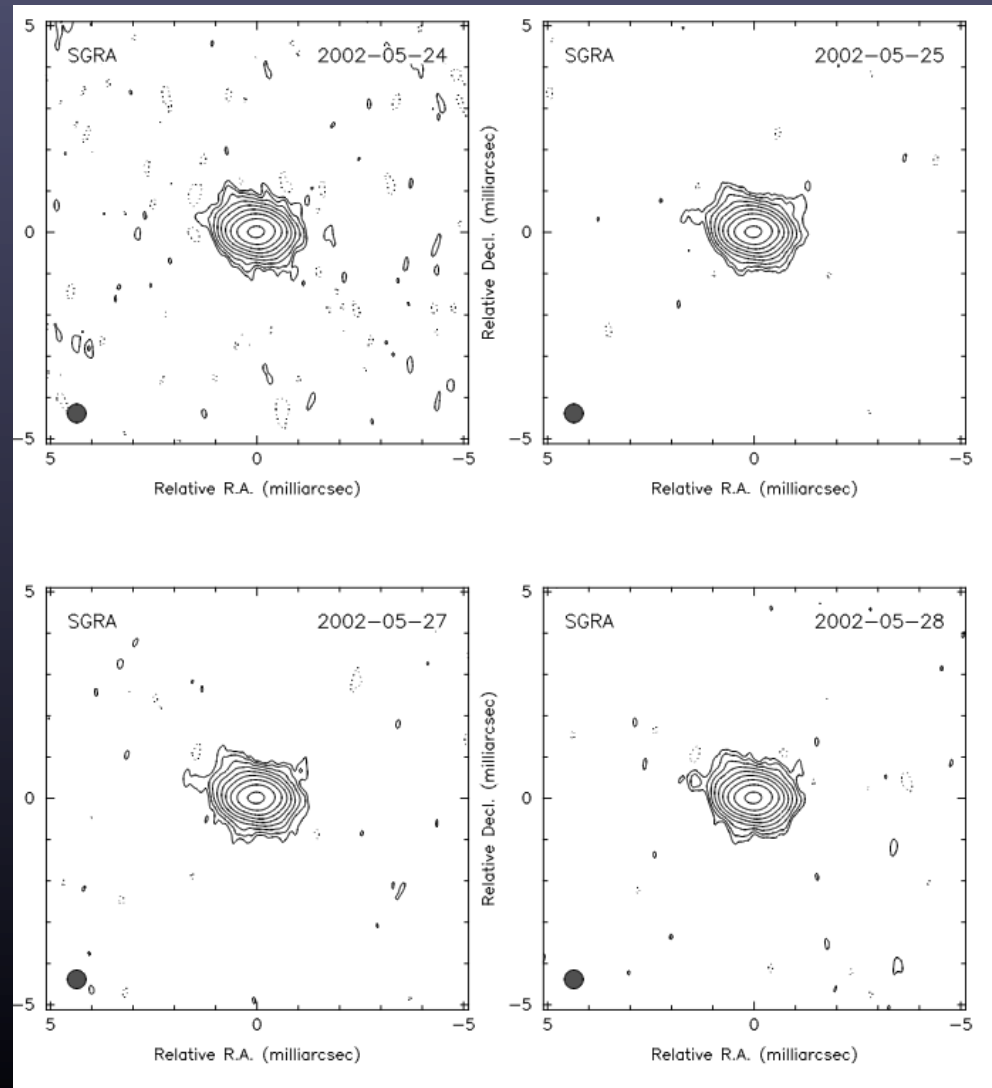 5
SGRA 2002-05-24
0
-5
5 0 -5
Relative R.A. (milliarcsec)
Relative Decl. (milliarcsec)
5
SGRA 2002-05-25
0
-5
5 0 -5
Relative R.A. (milliarcsec)
5
SGRA 2002-05-27
0
-5
5 0 -5
Relative R.A. (milliarcsec)
Relative Decl. (milliarcsec)
5
SGRA 2002-05-28
0
-5
5 0 -5
Relative R.A. (milliarcsec)